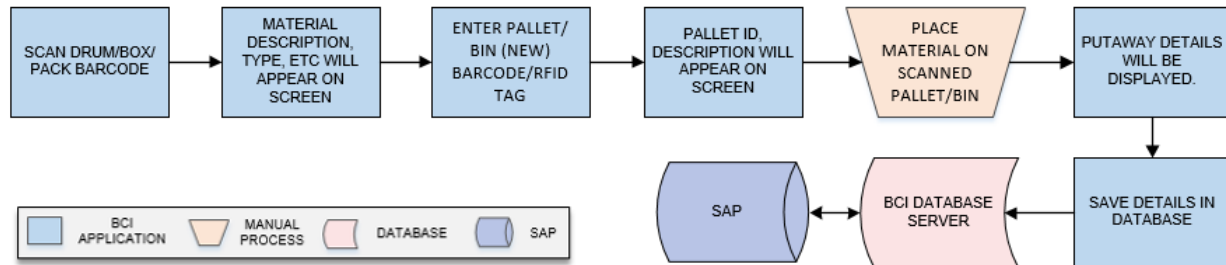 SCAN DRUM/BOX/
PACK BARCODE
MATERIAL
DESCRIPTION,
TYPE, ETC WILL
APPEAR ON
SCREEN
ENTER PALLET/
BIN (NEW)
BARCODE/RFID
TAG
PALLET ID,
DESCRIPTION WILL
APPEAR ON
SCREEN
PLACE
MATERIAL ON
SCANNED
PALLET/BIN
PUTAWAY DETAILS
WILL BE
DISPLAYED.
SAVE DETAILS IN
DATABASE
BCI DATABASE
SERVER
SAP
BCI
APPLICATION
MANUAL
PROCESS
DATABASE
SAP